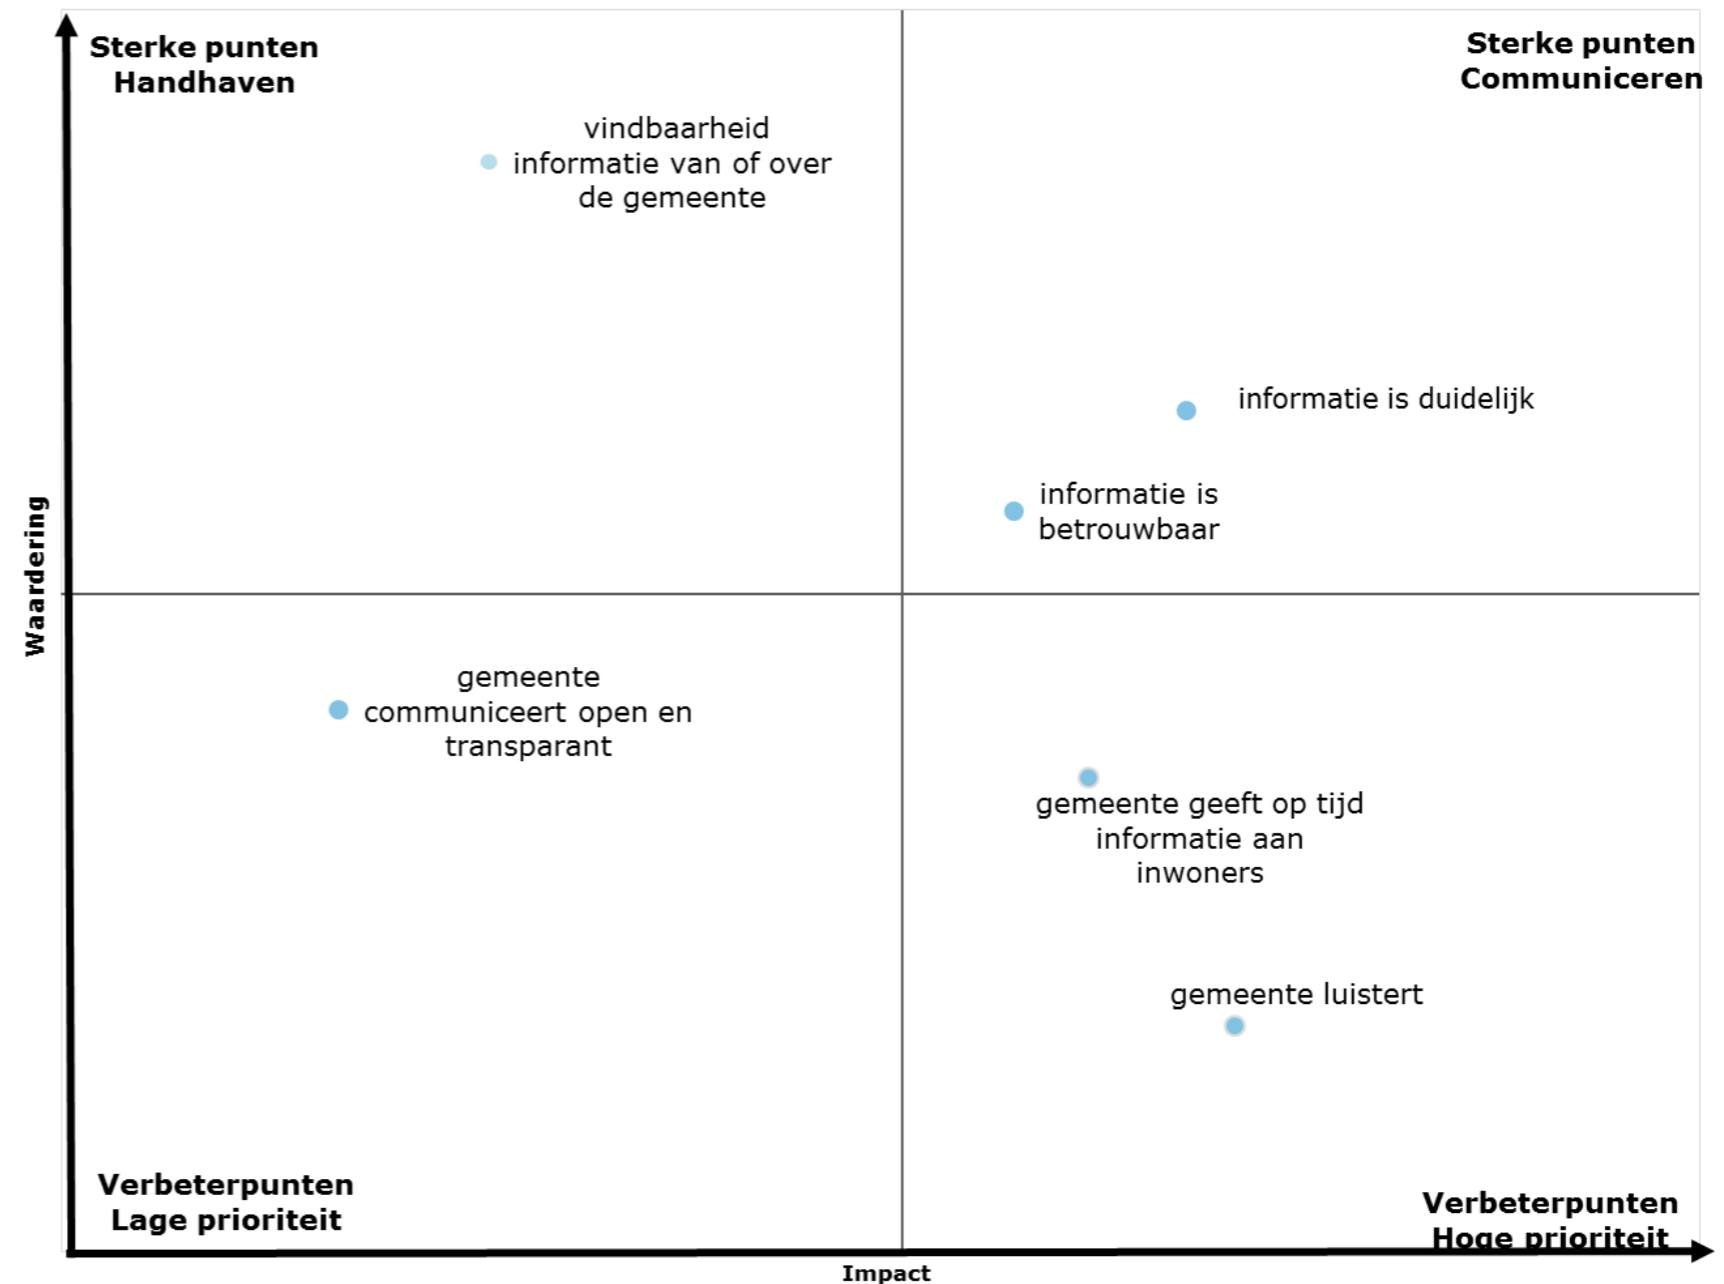 Sterke punten
Handhaven
Sterke punten
Communiceren
vindbaarheid
informatie van of over
de gemeente
informatie is duidelijk
informatie is
betrouwbaar
Waardering
gemeente
communiceert open en
transparant
gemeente geeft op tijd
informatie aan
inwoners
gemeente luistert
Verbeterpunten
Lage prioriteit
Verbeterpunten
Hoge prioriteit
Impact